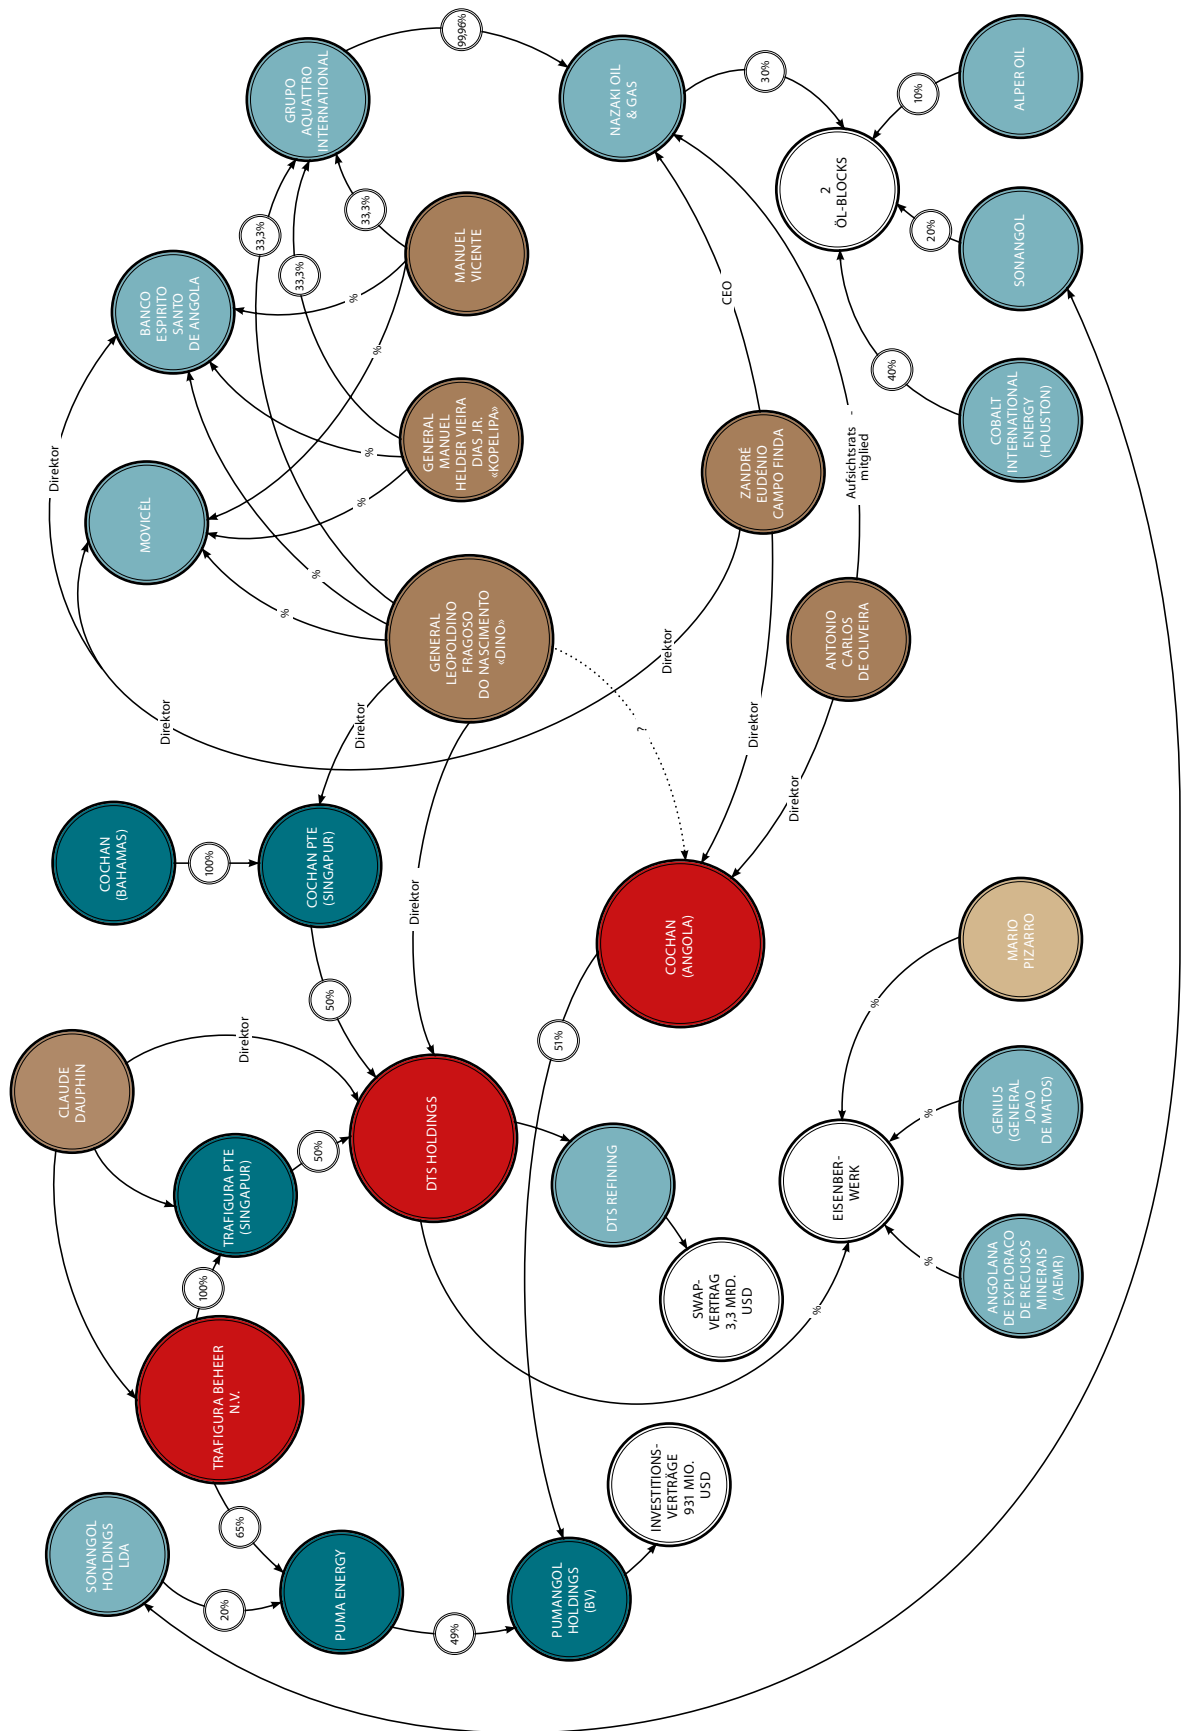 SONANGOL
HOLDINGS
LDA
20%
PUMA ENERGY
65%
49%
TRAFIGURA BEHEER
N.V.
100%
TRAFIGURA PTE
(SINGAPUR)
50%
CLAUDE
DAUPHIN
Direktor
DTS HOLDINGS
COCHAN
(BAHAMAS)
100%
COCHAN PTE
(SINGAPUR)
50%
Direktor
Direktor
PUMANGOL
HOLDINGS
(BV)
INVESTITIONS-
VERTRÄGE
931 MIO.
USD
DTS REFINING
SWAP-
VERTRAG
3,3 MRD.
USD
51%
COCHAN
(ANGOLA)
?
Direktor
Direktor
Direktor
Direktor
Direktor
MOVICÈL
BANCO
ESPIRITO
SANTO
DE ANGOLA
GENERAL
LEOPOLDINO
FRAGOSO
DO NASCIMENTO
«DINO»
%
%
%
%
%
%
GENERAL
MANUEL
HELDER VIEIRA
DIAS JR.
«KOPELIPA»
MANUEL
VICENTE
33,3%
33,3%
33,3%
GRUPO
AQUATTRO
INTERNATIONAL
99,96%
NAZAKI OIL
& GAS
30%
CEO
ZANDRÉ
EUDÉNIO
CAMPO FINDA
Aufsichtsrats -
mitglied
ANTONIO
CARLOS
DE OLIVEIRA
EISENBER-
WERK
%
%
%
%
ANGOLANA
DE EXPLORACO
DE RECUSOS
MINERAIS
(AEMR)
GENIUS
(GENERAL
JOAO
DE MATOS)
MARIO
PIZARRO
2
ÖL-BLOCKS
40%
20%
10%
COBALT
INTERNATIONAL
ENERGY
(HOUSTON)
SONANGOL
ALPER OIL